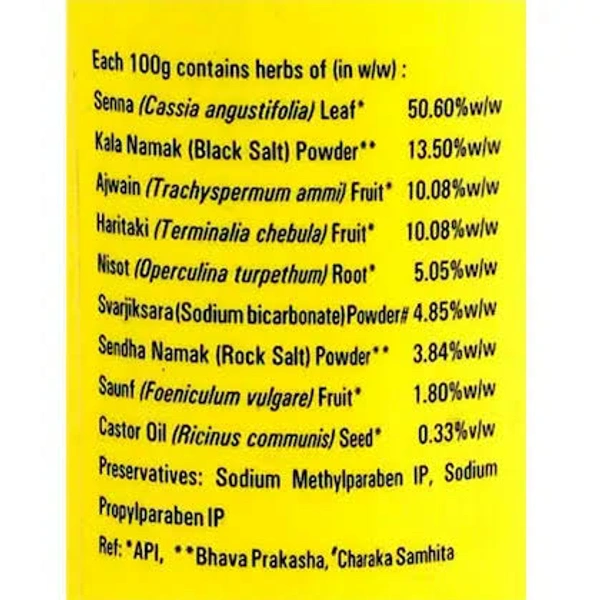 Each 100g contains herbs of (in w/w) :
Senna (Cassia angustifolia) Leaf* 50.60%w/w
Kala Namak (Black Salt) Powder** 13.50%w/w
Ajwain (Trachyspermum ammi) Fruit* 10.08%w/w
Haritaki (Terminalia chebula) Fruit* 10.08%w/w
Nisot (Operculina turpethum) Root* 5.05%w/w
Svarjiksara (Sodium bicarbonate) Powder# 4.85%w/w
Sendha Namak (Rock Salt) Powder** 3.84%w/w
Saunf (Foeniculum vulgare) Fruit* 1.80%w/w
Castor Oil (Ricinus communis) Seed* 0.33%v/w
Preservatives: Sodium Methylparaben IP, Sodium
Propylparaben IP
Ref: *API, **Bhava Prakasha, #Charaka Samhita